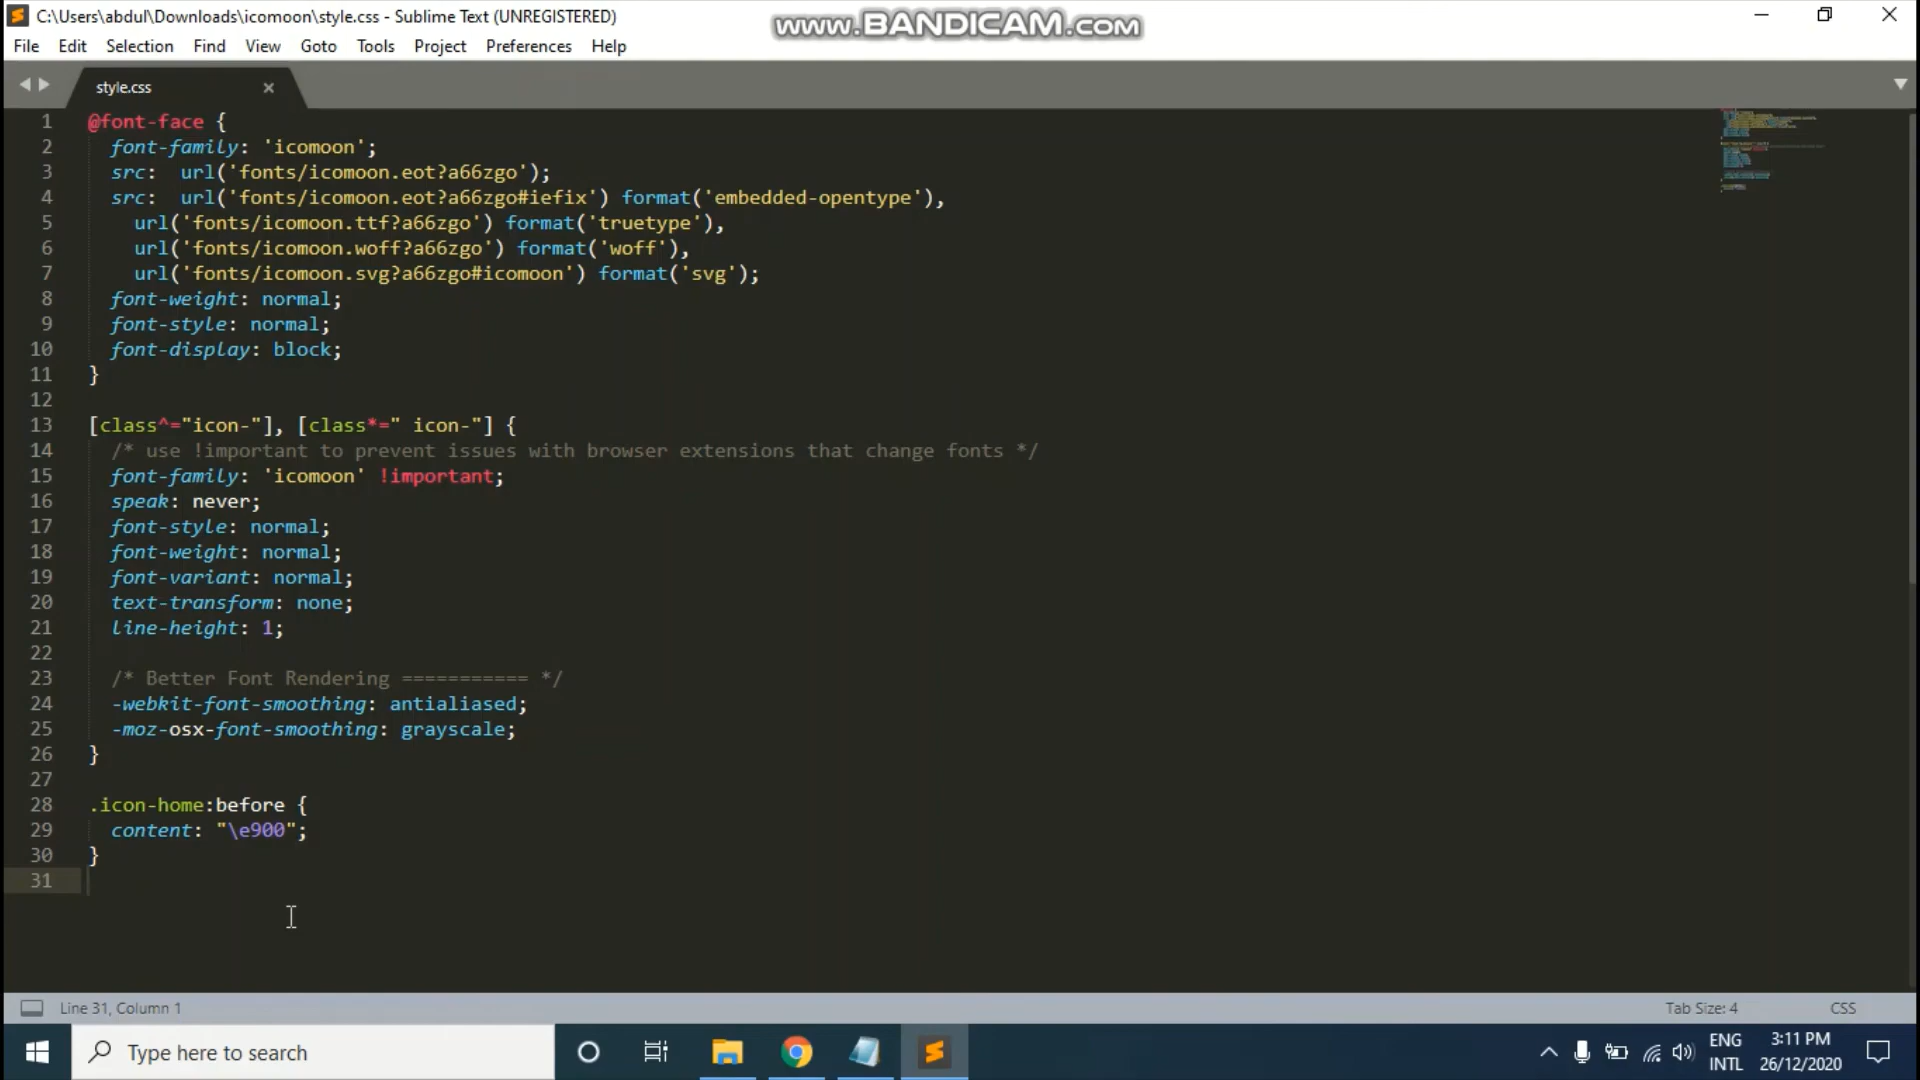 C:\Users\abdul\Downloads\icomoon\style.css - Sublime Text (UNREGISTERED)
www.BANDICAM.com
File Edit Selection Find View Goto Tools Project Preferences Help
style.css
1 @font-face {
2   font-family: 'icomoon';
3   src:  url('fonts/icomoon.eot?a66zgo');
4   src:  url('fonts/icomoon.eot?a66zgo#iefix') format('embedded-opentype'),
5     url('fonts/icomoon.ttf?a66zgo') format('truetype'),
6     url('fonts/icomoon.woff?a66zgo') format('woff'),
7     url('fonts/icomoon.svg?a66zgo#icomoon') format('svg');
8   font-weight: normal;
9   font-style: normal;
10   font-display: block;
11 }
12
13 [class^="icon-"], [class*=" icon-"] {
14   /* use !important to prevent issues with browser extensions that change fonts */
15   font-family: 'icomoon' !important;
16   speak: never;
17   font-style: normal;
18   font-weight: normal;
19   font-variant: normal;
20   text-transform: none;
21   line-height: 1;
22
23   /* Better Font Rendering =========== */
24   -webkit-font-smoothing: antialiased;
25   -moz-osx-font-smoothing: grayscale;
26 }
27
28 .icon-home:before {
29   content: "\e900";
30 }
31
Line 31, Column 1
Tab Size: 4
CSS
Type here to search
ENG
INTL
3:11 PM
26/12/2020